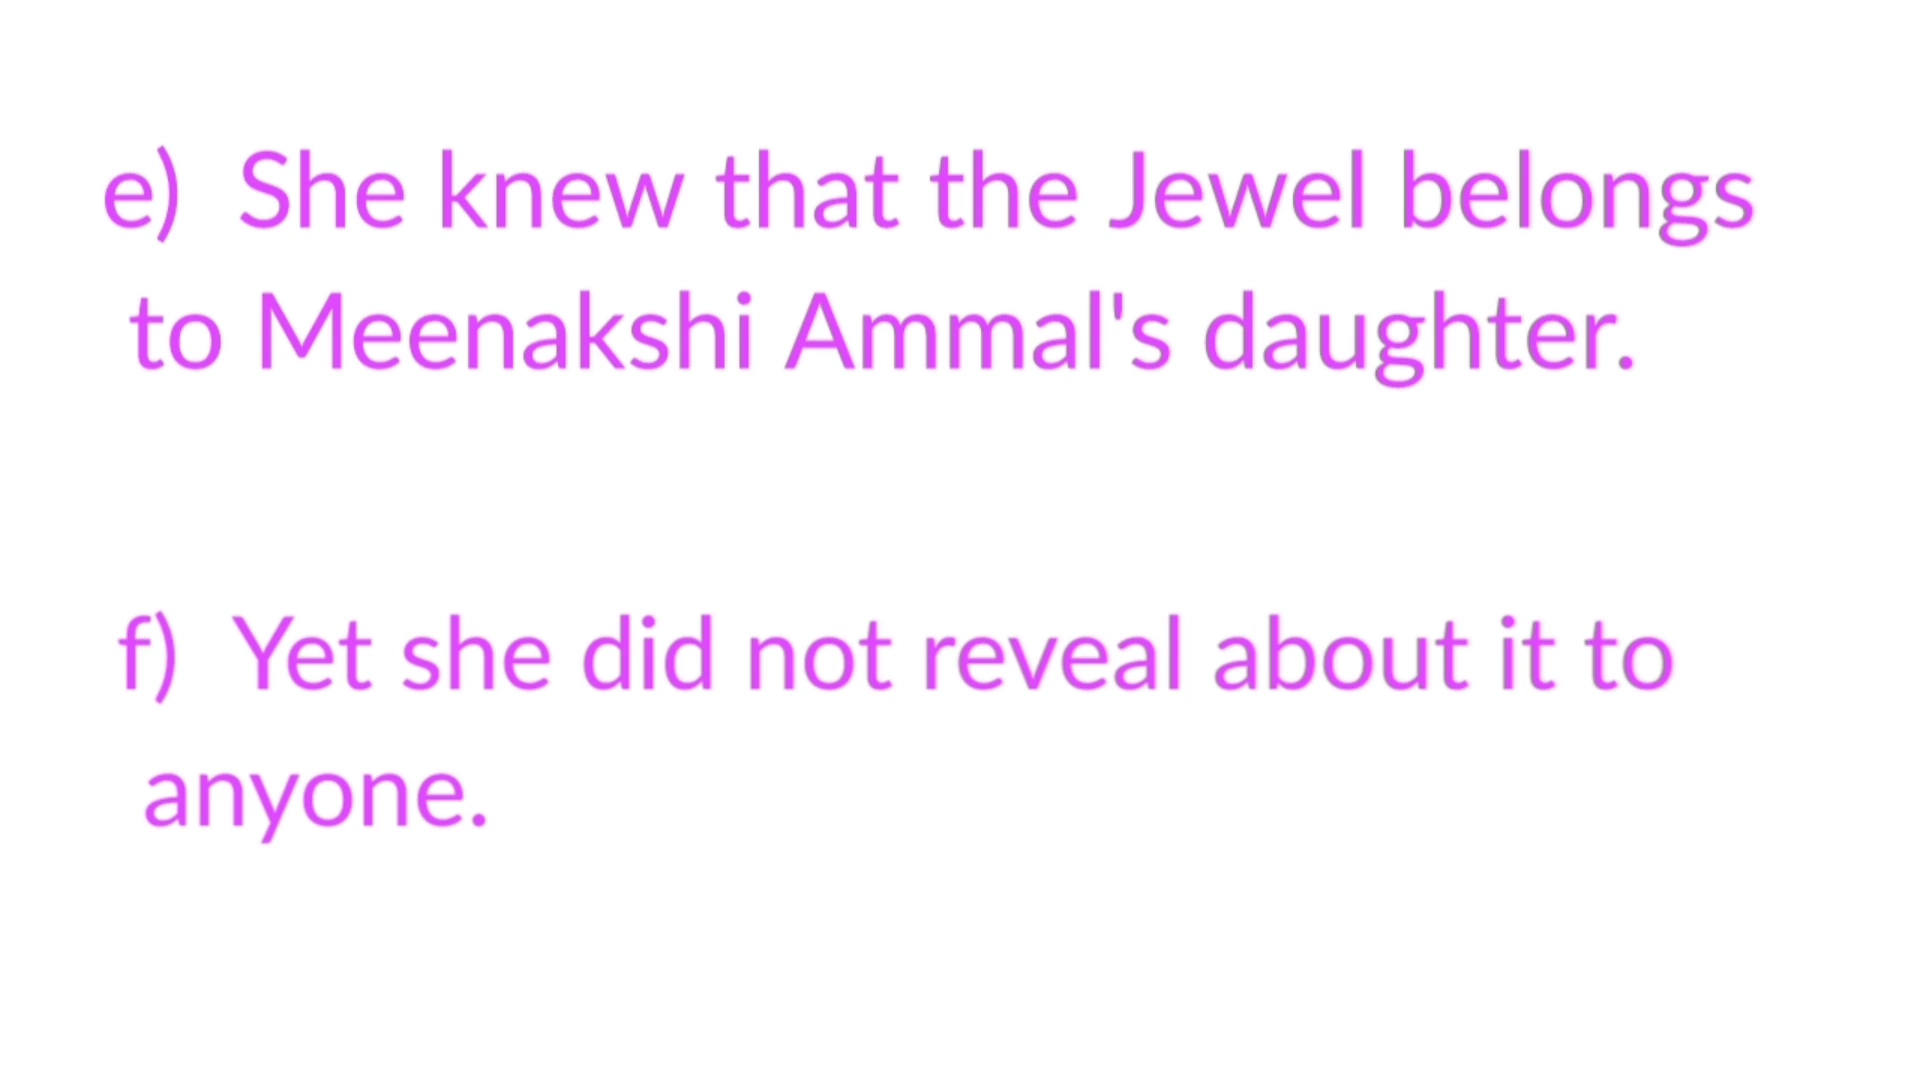 e) She knew that the Jewel belongs
to Meenakshi Ammal's daughter.
f) Yet she did not reveal about it to
anyone.